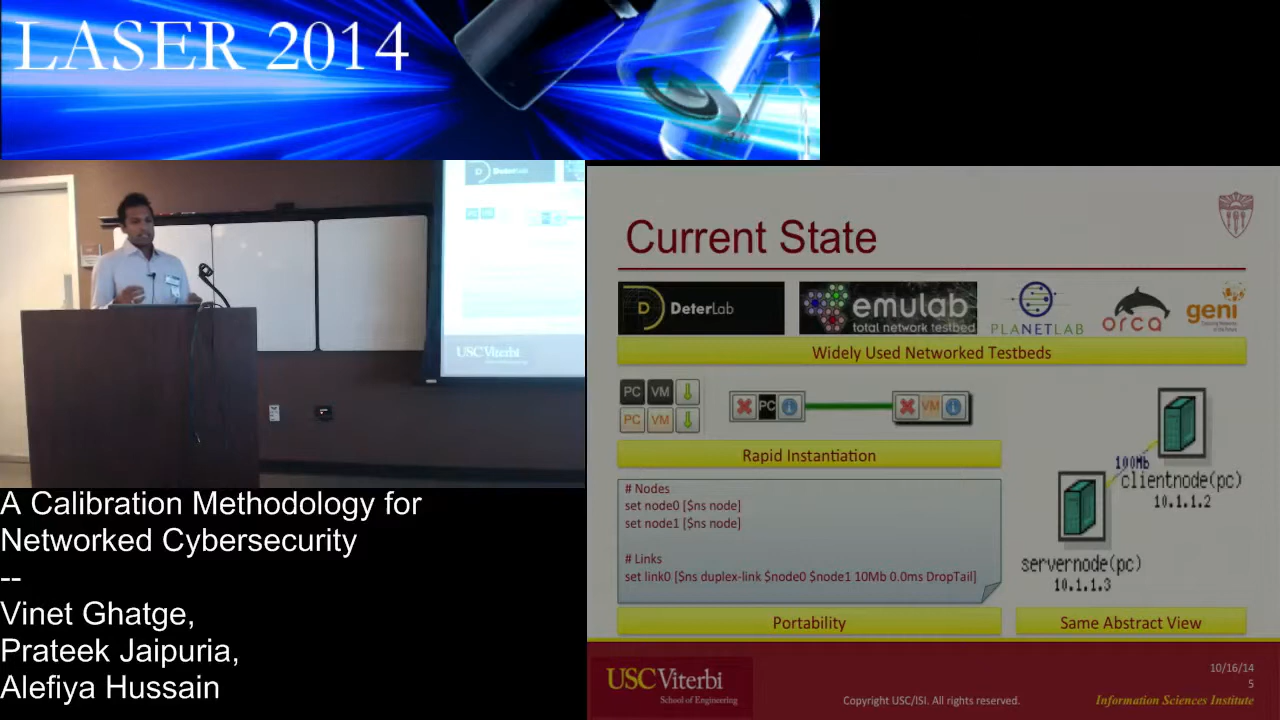 LASER 2014
USC Viterbi
A Calibration Methodology for
Networked Cybersecurity
--
Vinet Ghatge,
Prateek Jaipuria,
Alefiya Hussain
Current State
D DeterLab
emulab
total network testbed
PLANETLAB
orca
geni
Widely Used Networked Testbeds
PC VM
PC VM
PC
VM
Rapid Instantiation
# Nodes
set node0 [$ns node]
set node1 [$ns node]
# Links
set link0 [$ns duplex-link $node0 $node1 10Mb 0.0ms DropTail]
Portability
100Mb
clientnode(pc)
10.1.1.2
servernode(pc)
10.1.1.3
Same Abstract View
USC Viterbi
School of Engineering
Copyright USC/ISI. All rights reserved.
10/16/14
5
Information Sciences Institute